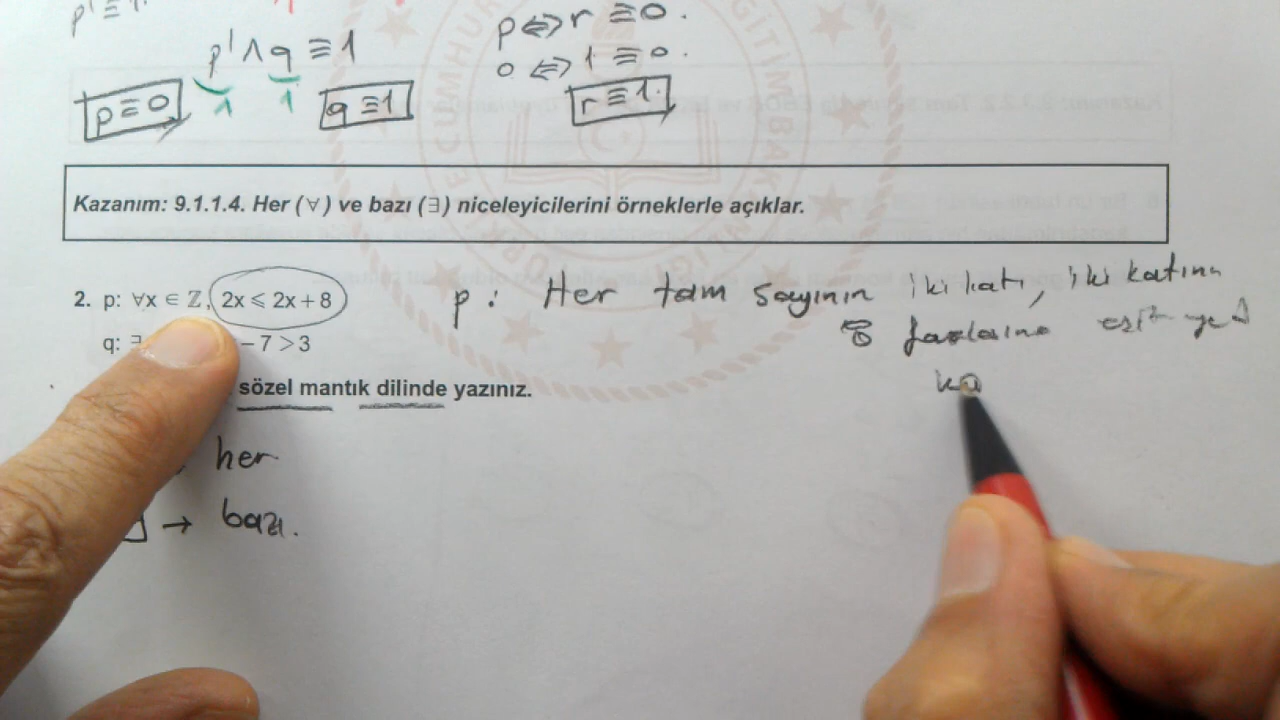 p' ∧ q ≡ 1
1 1
p ≡ 0
q ≡ 1
p ⇔ r ≡ 0.
0 ⇔ 1 ≡ 0.
r ≡ 1.
Kazanım: 9.1.1.4. Her (∀) ve bazı (∃) niceleyicilerini örneklerle açıklar.
2. p: ∀x ∈ ℤ, 2x ⩽ 2x + 8
q: – 7 > 3
sözel mantık dilinde yazınız.
p : Her tam sayının iki katı, iki katının
8 fazlasına
her
→ bazı.